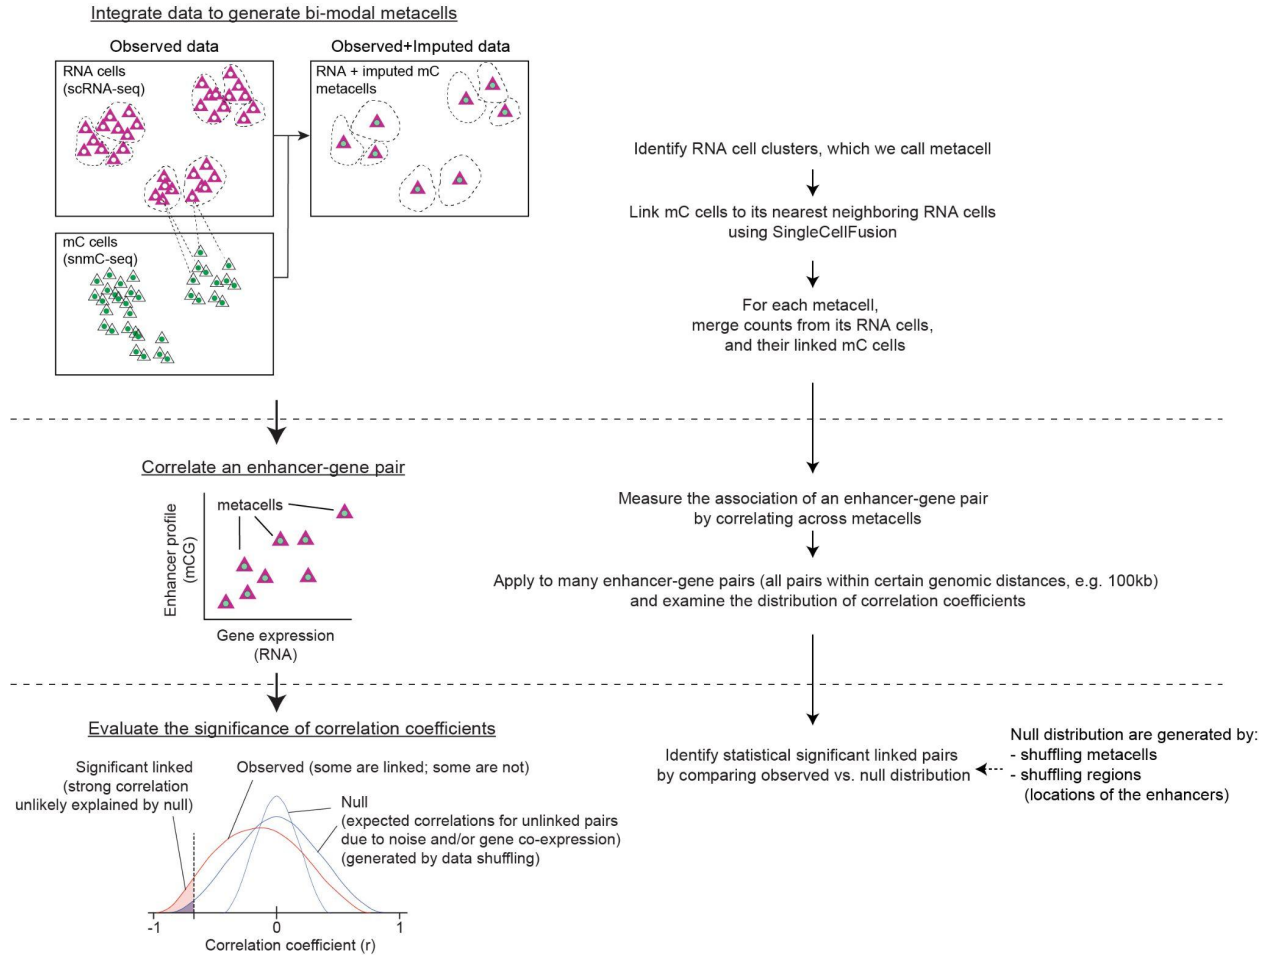 Integrate data to generate bi-modal metacells
Observed data
Observed+Imputed data
RNA cells
(scRNA-seq)
RNA + imputed mC
metacells
mC cells
(snmC-seq)
Identify RNA cell clusters, which we call metacell
Link mC cells to its nearest neighboring RNA cells
using SingleCellFusion
For each metacell,
merge counts from its RNA cells,
and their linked mC cells
Correlate an enhancer-gene pair
metacells
Enhancer profile
(mCG)
Gene expression
(RNA)
Measure the association of an enhancer-gene pair
by correlating across metacells
Apply to many enhancer-gene pairs (all pairs within certain genomic distances, e.g. 100kb)
and examine the distribution of correlation coefficients
Evaluate the significance of correlation coefficients
Significant linked
(strong correlation
unlikely explained by null)
Observed (some are linked; some are not)
Null
(expected correlations for unlinked pairs
due to noise and/or gene co-expression)
(generated by data shuffling)
-1
0
1
Correlation coefficient (r)
Identify statistical significant linked pairs
by comparing observed vs. null distribution
Null distribution are generated by:
- shuffling metacells
- shuffling regions
(locations of the enhancers)